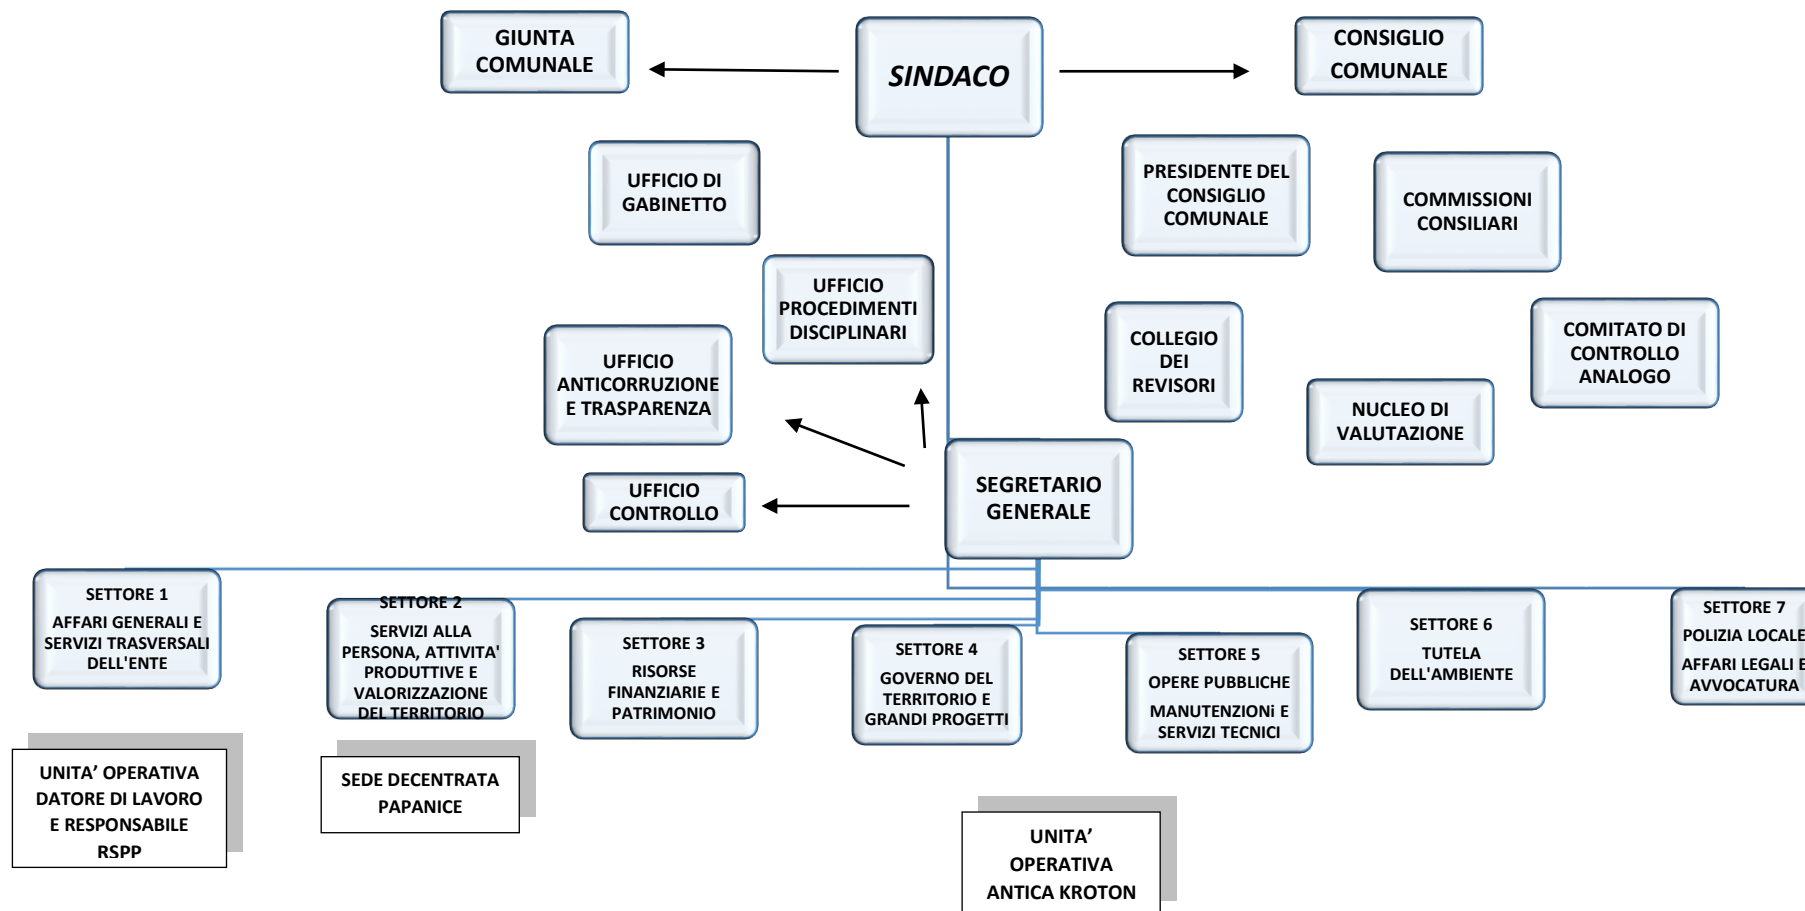 GIUNTA
COMUNALE
SINDACO
CONSIGLIO
COMUNALE
UFFICIO DI
GABINETTO
PRESIDENTE DEL
CONSIGLIO
COMUNALE
COMMISSIONI
CONSILIARI
UFFICIO
PROCEDIMENTI
DISCIPLINARI
UFFICIO
ANTICORRUZIONE
E TRASPARENZA
COLLEGIO
DEI
REVISORI
COMITATO DI
CONTROLLO
ANALOGO
NUCLEO DI
VALUTAZIONE
UFFICIO
CONTROLLO
SEGRETARIO
GENERALE
SETTORE 1
AFFARI GENERALI E
SERVIZI TRASVERSALI
DELL'ENTE
SETTORE 2
SERVIZI ALLA
PERSONA, ATTIVITA'
PRODUTTIVE E
VALORIZZAZIONE
DEL TERRITORIO
SETTORE 3
RISORSE
FINANZIARIE E
PATRIMONIO
SETTORE 4
GOVERNO DEL
TERRITORIO E
GRANDI PROGETTI
SETTORE 5
OPERE PUBBLICHE
MANUTENZIONi E
SERVIZI TECNICI
SETTORE 6
TUTELA
DELL'AMBIENTE
SETTORE 7
POLIZIA LOCALE
AFFARI LEGALI E
AVVOCATURA
UNITA’ OPERATIVA
DATORE DI LAVORO
E RESPONSABILE
RSPP
SEDE DECENTRATA
PAPANICE
UNITA’
OPERATIVA
ANTICA KROTON